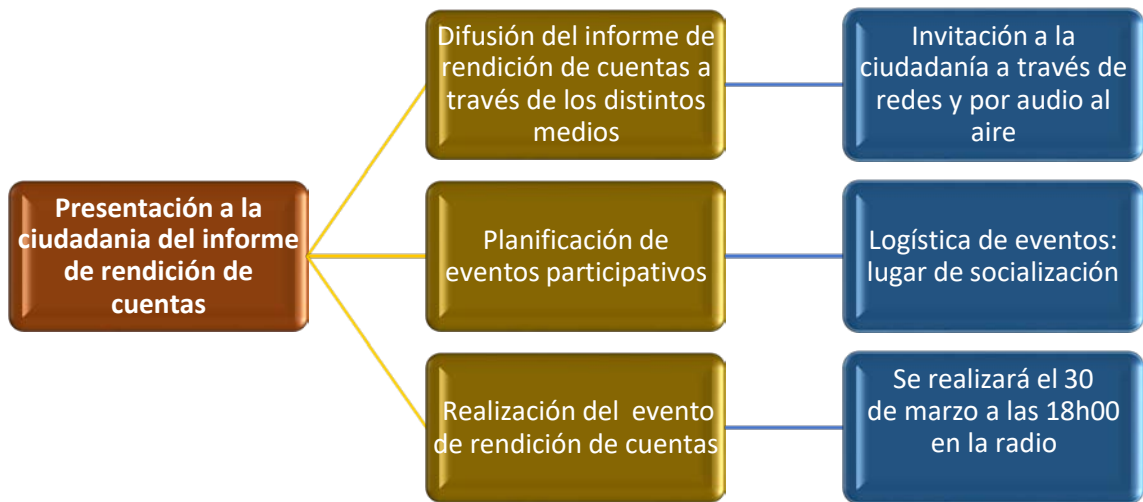 Presentación a la
ciudadania del informe
de rendición de
cuentas
Difusión del informe de
rendición de cuentas a
través de los distintos
medios
Invitación a la
ciudadanía a través de
redes y por audio al
aire
Planificación de
eventos participativos
Logística de eventos:
lugar de socialización
Realización del evento
de rendición de cuentas
Se realizará el 30
de marzo a las 18h00
en la radio